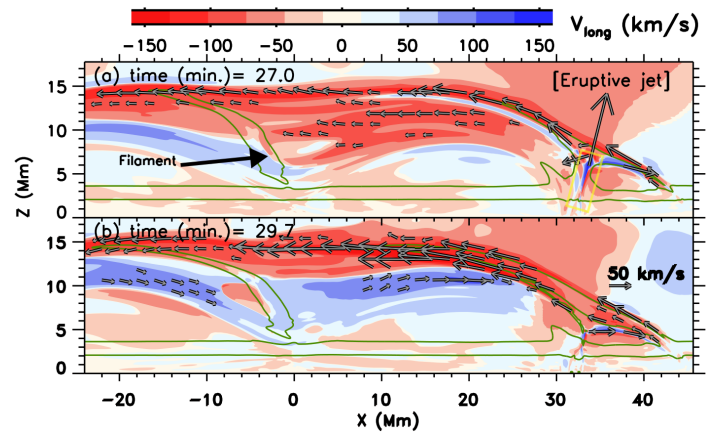 V_long (km/s)
−150 −100 −50 0 50 100 150
(a) time (min.)= 27.0
[Eruptive jet]
Filament
15
10
5
0
Z (Mm)
(b) time (min.)= 29.7
50 km/s
15
10
5
0
−20 −10 0 10 20 30 40
X (Mm)